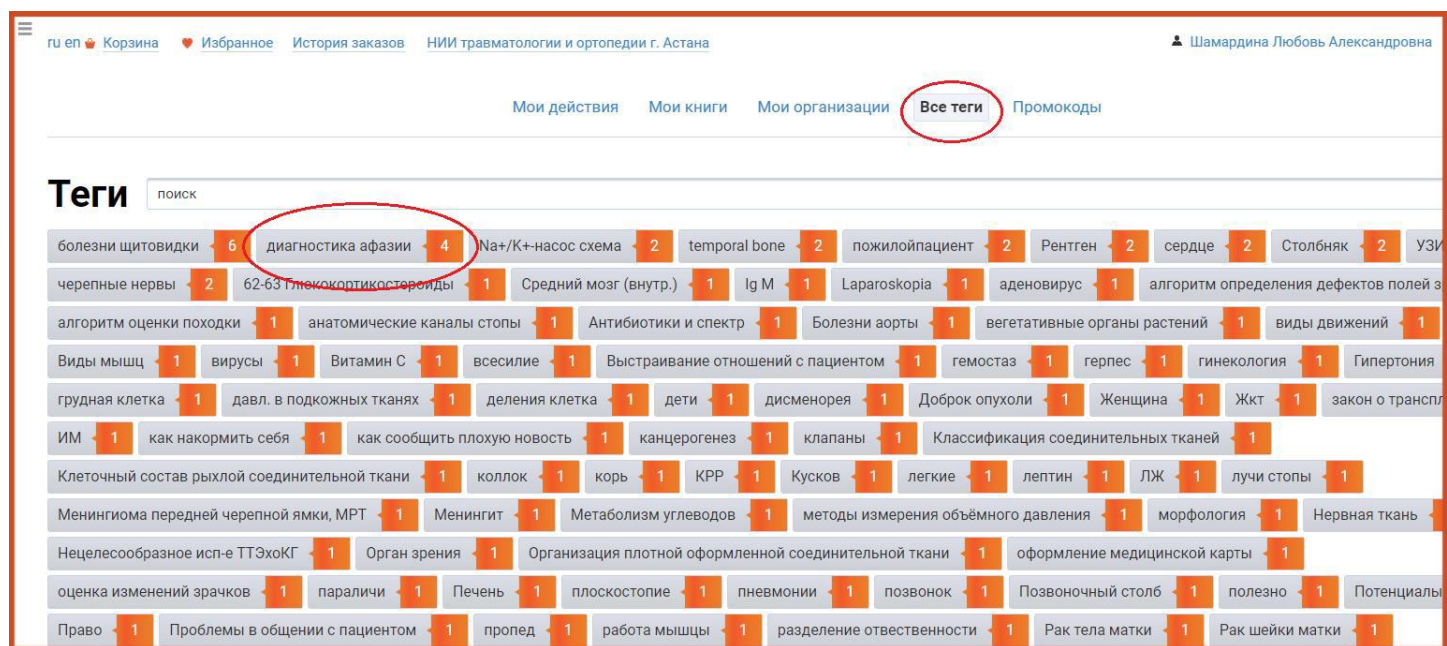 ru en Корзина Избранное История заказов НИИ травматологии и ортопедии г. Астана Шамардина Любовь Александровна
Мои действия Мои книги Мои организации Все теги Промокоды
Теги поиск
болезни щитовидки 6 диагностика афазии 4 Na+/K+-насос схема 2 temporal bone 2 пожилойпациент 2 Рентген 2 сердце 2 Столбняк 2 УЗИ
черепные нервы 2 62-63 Глюкокортикостероиды 1 Средний мозг (внутр.) 1 Ig M 1 Laparoskopia 1 аденовирус 1 алгоритм определения дефектов полей з
алгоритм оценки походки 1 анатомические каналы стопы 1 Антибиотики и спектр 1 Болезни аорты 1 вегетативные органы растений 1 виды движений 1
Виды мышц 1 вирусы 1 Витамин С 1 всесилие 1 Выстраивание отношений с пациентом 1 гемостаз 1 герпес 1 гинекология 1 Гипертония
грудная клетка 1 давл. в подкожных тканях 1 деления клетка 1 дети 1 дисменорея 1 Доброк опухоли 1 Женщина 1 Жкт 1 закон о транспл
ИМ 1 как накормить себя 1 как сообщить плохую новость 1 канцерогенез 1 клапаны 1 Классификация соединительных тканей 1
Клеточный состав рыхлой соединительной ткани 1 коллок 1 корь 1 КРР 1 Кусков 1 легкие 1 лептин 1 ЛЖ 1 лучи стопы 1
Менингиома передней черепной ямки, МРТ 1 Менингит 1 Метаболизм углеводов 1 методы измерения объёмного давления 1 морфология 1 Нервная ткань
Нецелесообразное исп-е ТТЭхоКГ 1 Орган зрения 1 Организация плотной оформленной соединительной ткани 1 оформление медицинской карты 1
оценка изменений зрачков 1 параличи 1 Печень 1 плоскостопие 1 пневмонии 1 позвонок 1 Позвоночный столб 1 полезно 1 Потенциалы
Право 1 Проблемы в общении с пациентом 1 пропед 1 работа мышцы 1 разделение отвественности 1 Рак тела матки 1 Рак шейки матки 1